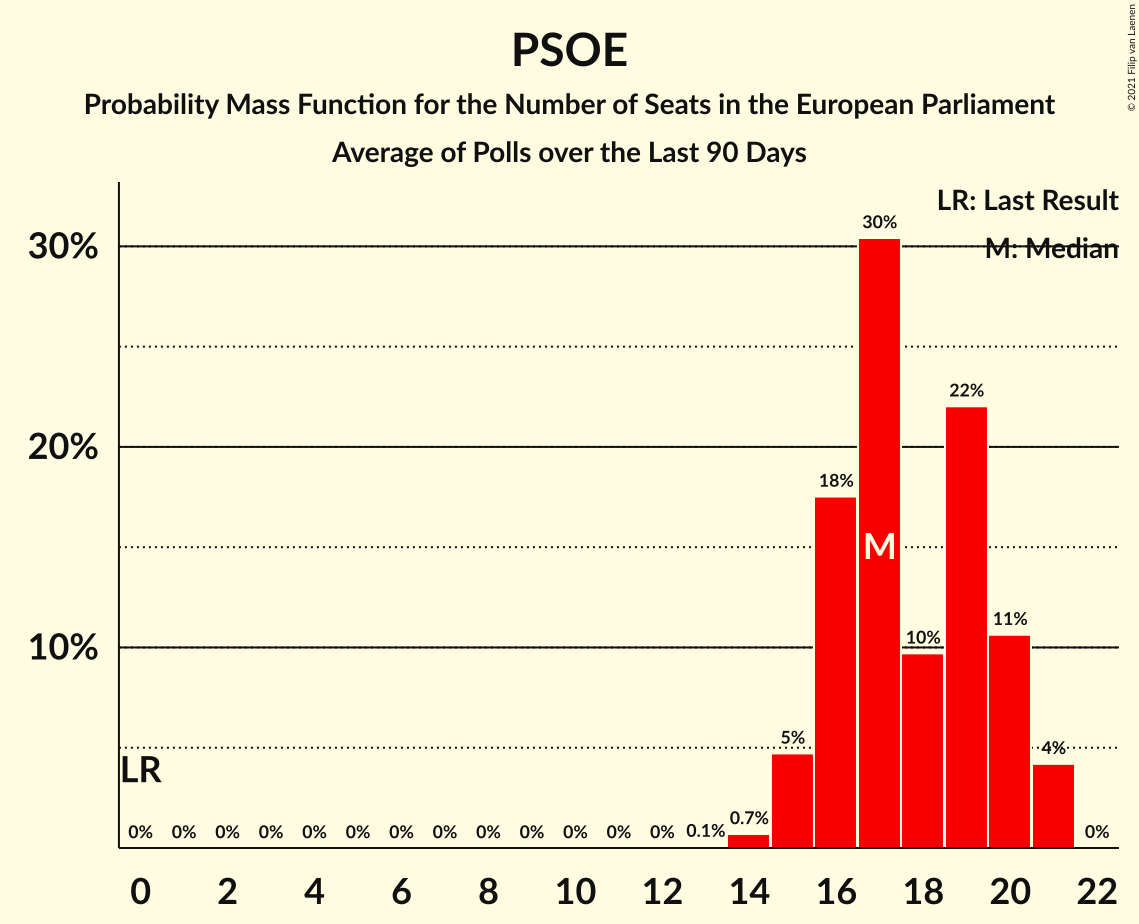 PSOE
Probability Mass Function for the Number of Seats in the European Parliament
Average of Polls over the Last 90 Days
© 2021 Filip van Laenen
LR: Last Result
M: Median
30%
20%
10%
30%
22%
18%
M
10%
11%
5%
4%
LR
0% 0% 0% 0% 0% 0% 0% 0% 0% 0% 0% 0% 0% 0.1% 0.7% 0%
0 2 4 6 8 10 12 14 16 18 20 22